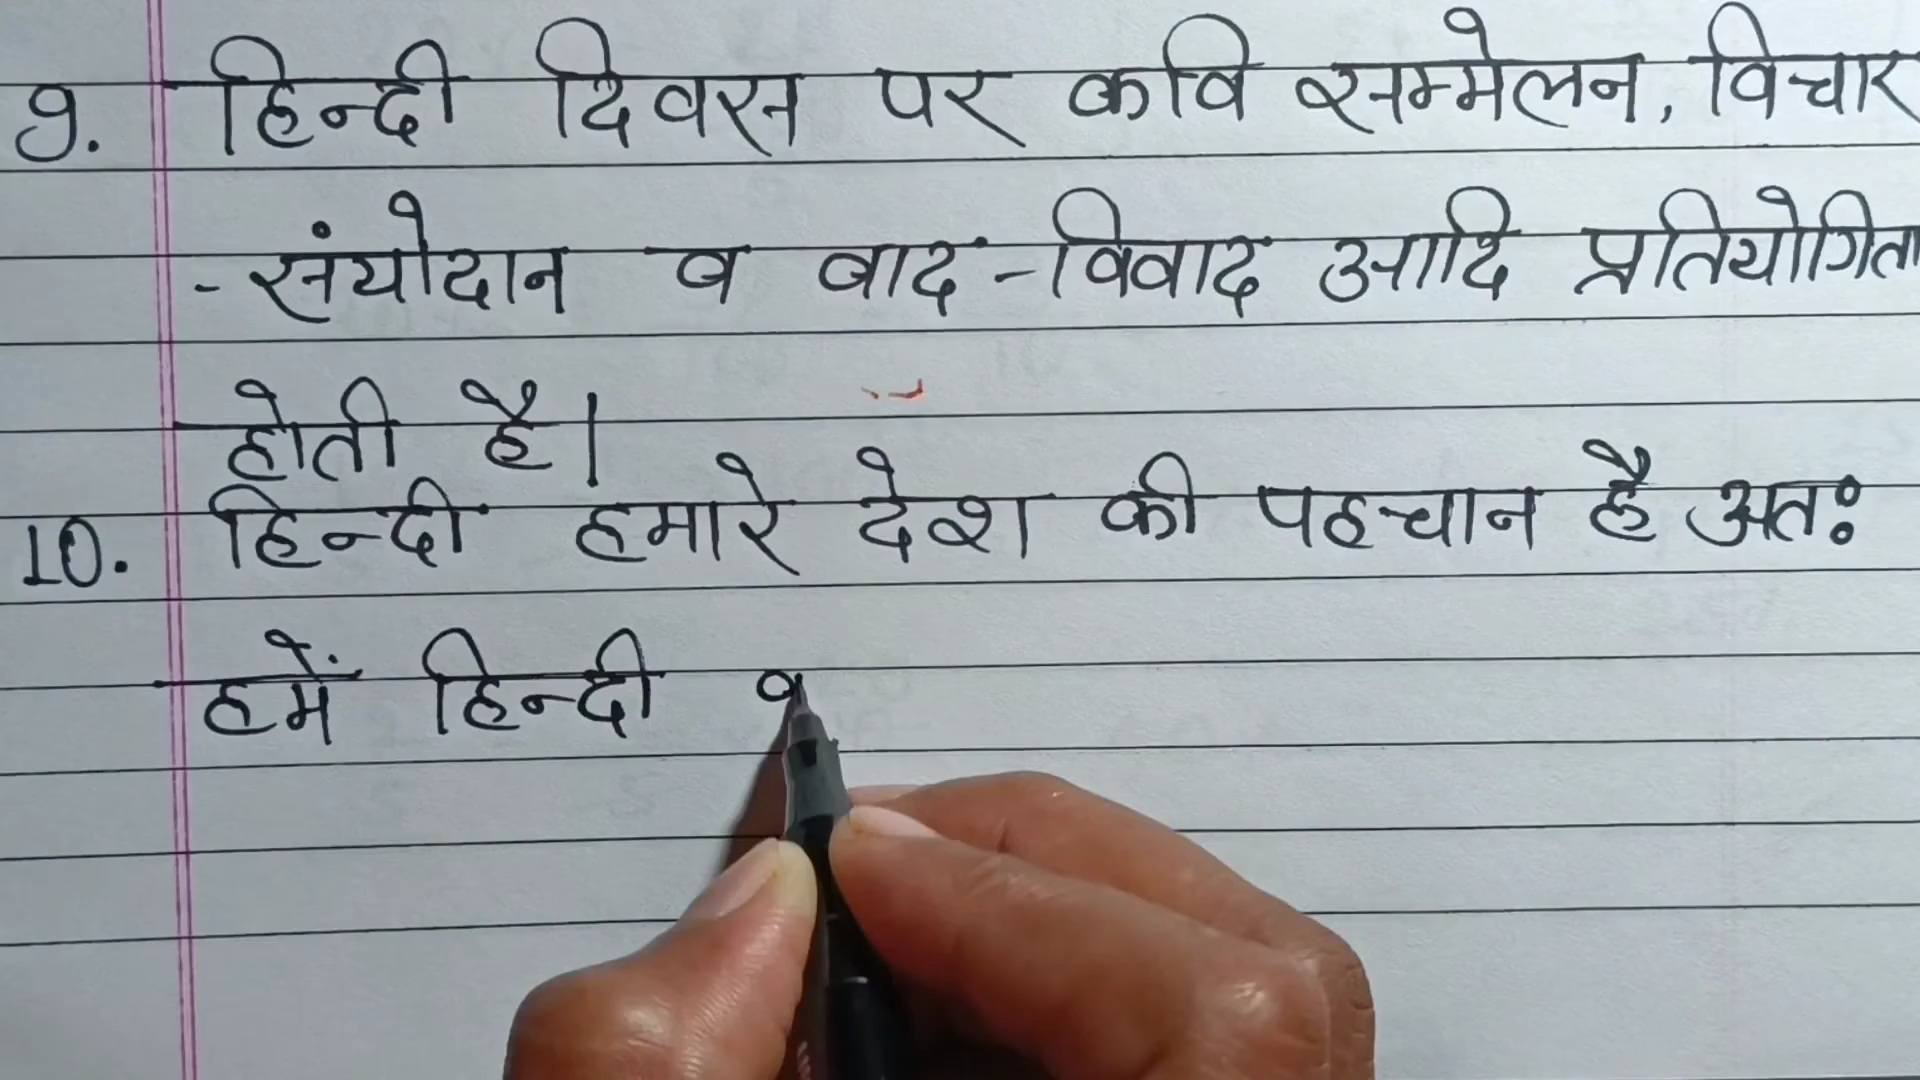 9. हिन्दी दिवस पर कवि सम्मेलन, विचार
- संयोदान व बाद-विवाद आदि प्रतियोगिता
होती है।
10. हिन्दी हमारे देश की पहचान है अतः
हमें हिन्दी